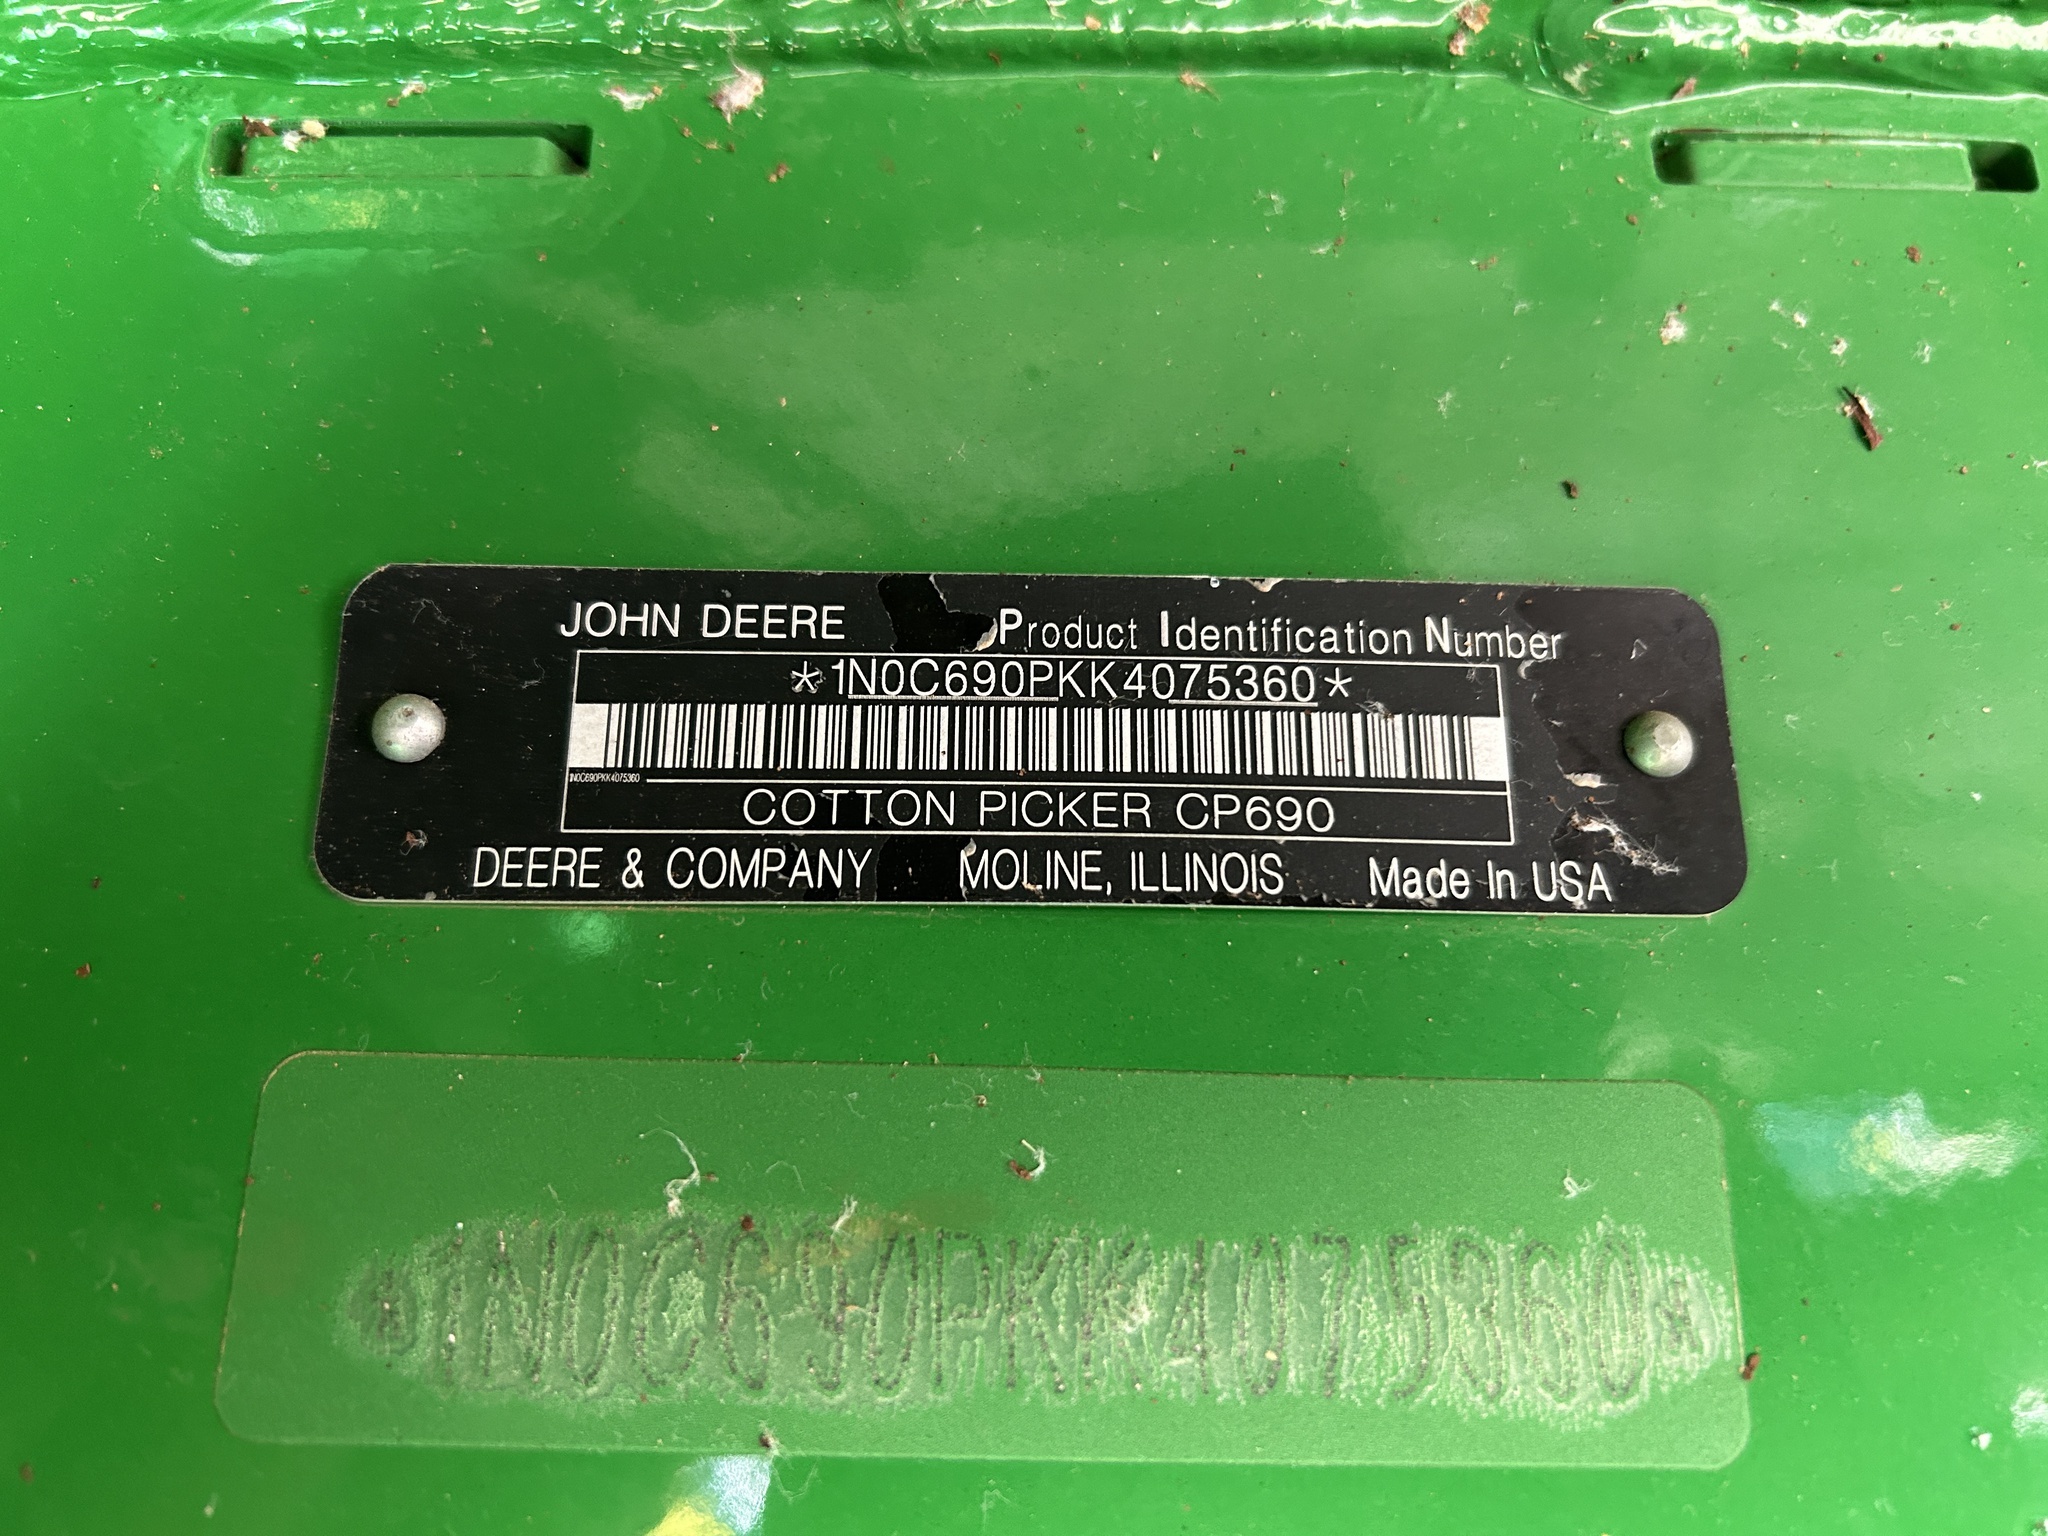 JOHN DEERE Product Identification Number
*1N0C690PKK4075360*
1N0C690PKK4075360
COTTON PICKER CP690
DEERE & COMPANY MOLINE, ILLINOIS Made In USA
*1N0C690PKK4075360*